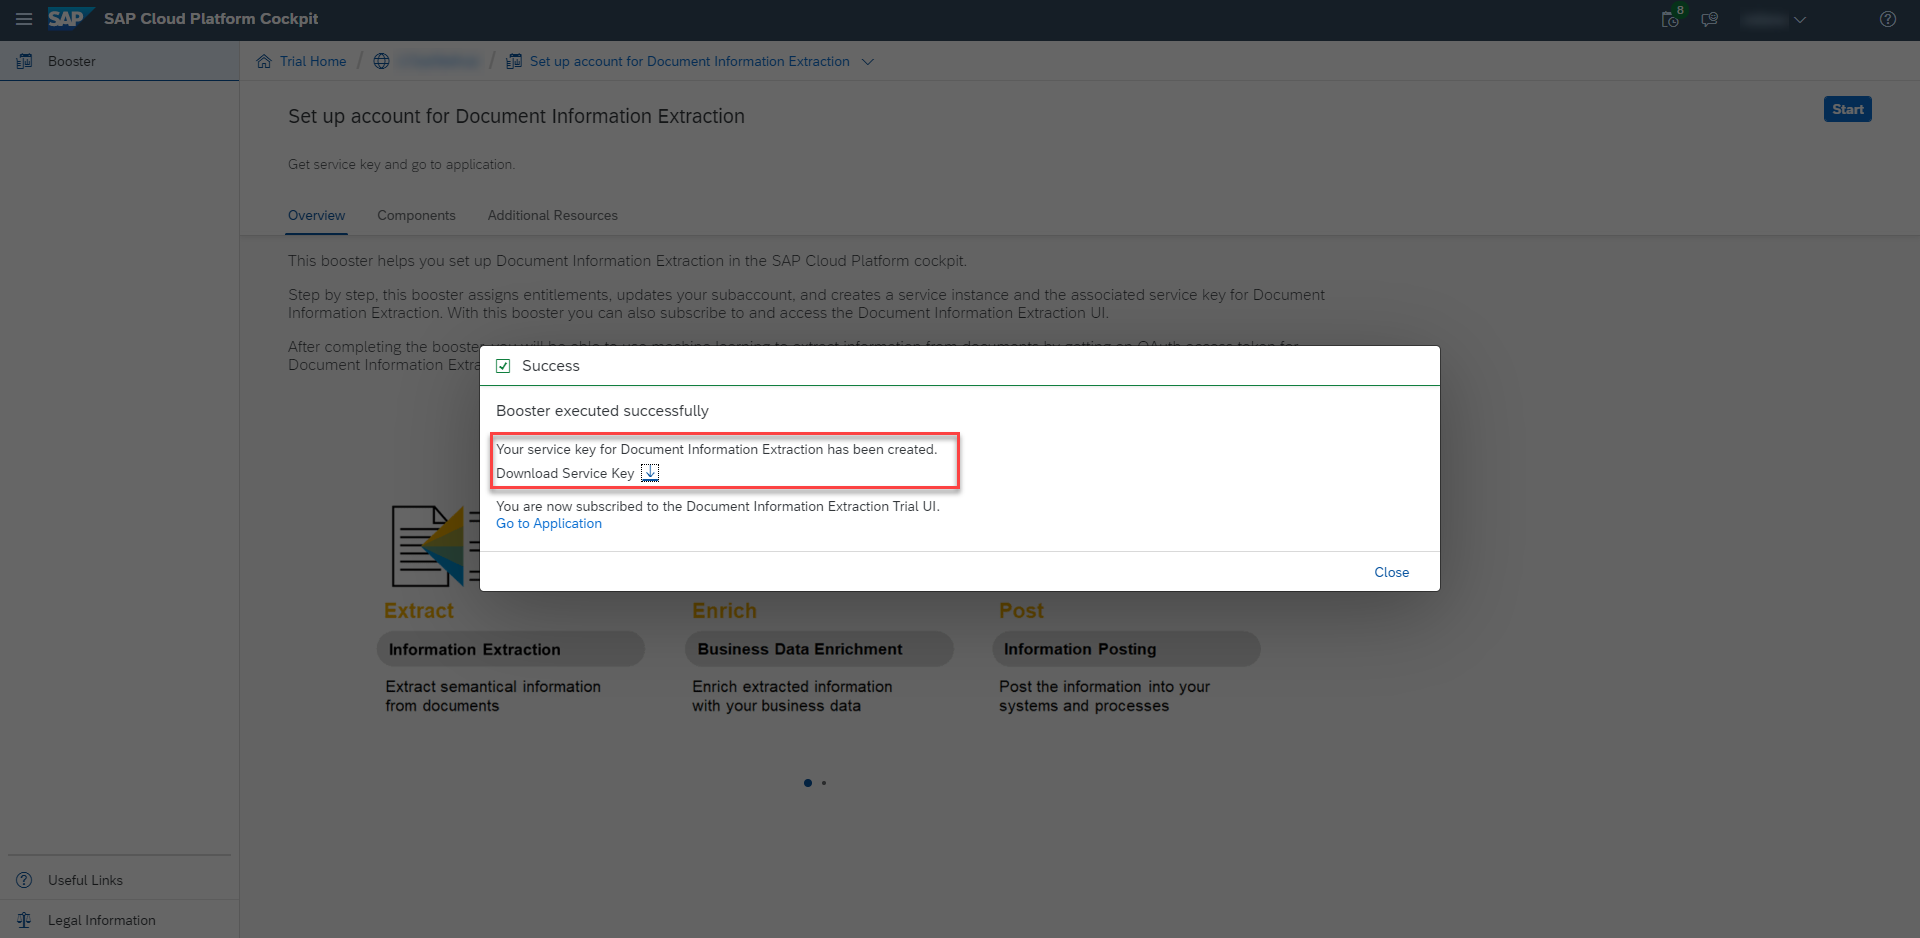 SAP SAP Cloud Platform Cockpit
8
Booster
Trial Home / / Set up account for Document Information Extraction
Set up account for Document Information Extraction
Start
Get service key and go to application.
Overview Components Additional Resources
This booster helps you set up Document Information Extraction in the SAP Cloud Platform cockpit.
Step by step, this booster assigns entitlements, updates your subaccount, and creates a service instance and the associated service key for Document
Information Extraction. With this booster you can also subscribe to and access the Document Information Extraction UI.
After completing the booster
Document Information Extra
Success
Booster executed successfully
Your service key for Document Information Extraction has been created.
Download Service Key
You are now subscribed to the Document Information Extraction Trial UI.
Go to Application
Close
Extract
Information Extraction
Extract semantical information
from documents
Enrich
Business Data Enrichment
Enrich extracted information
with your business data
Post
Information Posting
Post the information into your
systems and processes
Useful Links
Legal Information